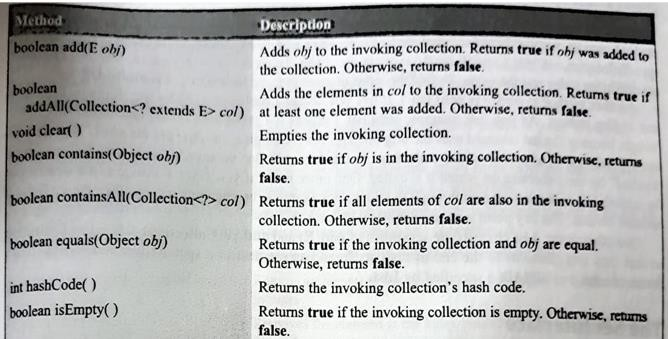 Method Description
boolean add(E obj) Adds obj to the invoking collection. Returns true if obj was added to
the collection. Otherwise, returns false.
boolean Adds the elements in col to the invoking collection. Returns true if
addAll(Collection<? extends E> col) at least one element was added. Otherwise, returns false.
void clear( ) Empties the invoking collection.
boolean contains(Object obj) Returns true if obj is in the invoking collection. Otherwise, returns
false.
boolean containsAll(Collection<?> col) Returns true if all elements of col are also in the invoking
collection. Otherwise, returns false.
boolean equals(Object obj) Returns true if the invoking collection and obj are equal.
Otherwise, returns false.
int hashCode( ) Returns the invoking collection's hash code.
boolean isEmpty( ) Returns true if the invoking collection is empty. Otherwise, returns
false.